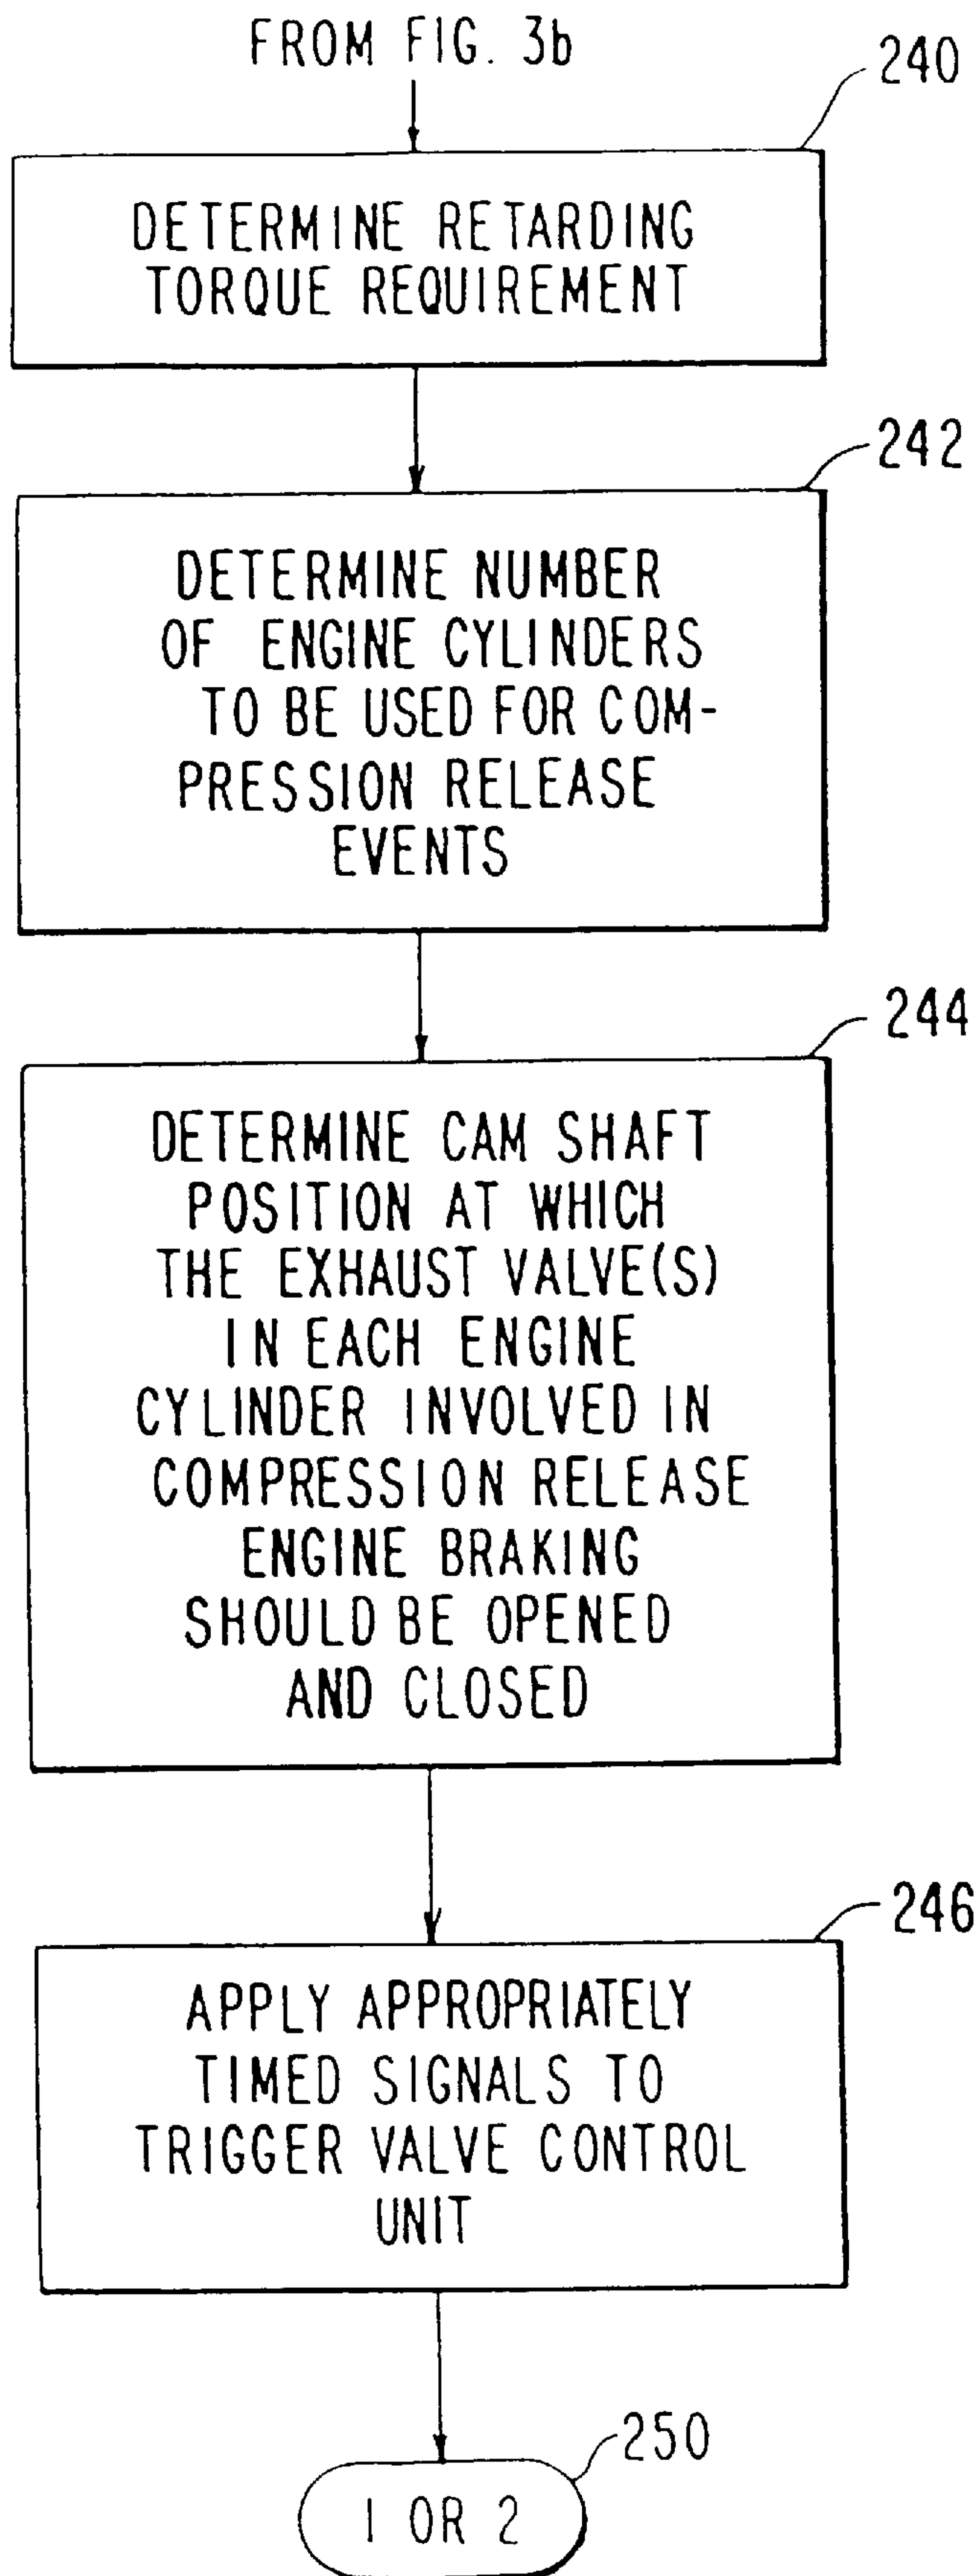 FROM FIG. 3b
240
DETERMINE RETARDING
TORQUE REQUIREMENT
242
DETERMINE NUMBER
OF ENGINE CYLINDERS
TO BE USED FOR COM-
PRESSION RELEASE
EVENTS
244
DETERMINE CAM SHAFT
POSITION AT WHICH
THE EXHAUST VALVE(S)
IN EACH ENGINE
CYLINDER INVOLVED IN
COMPRESSION RELEASE
ENGINE BRAKING
SHOULD BE OPENED
AND CLOSED
246
APPLY APPROPRIATELY
TIMED SIGNALS TO
TRIGGER VALVE CONTROL
UNIT
250
1 OR 2